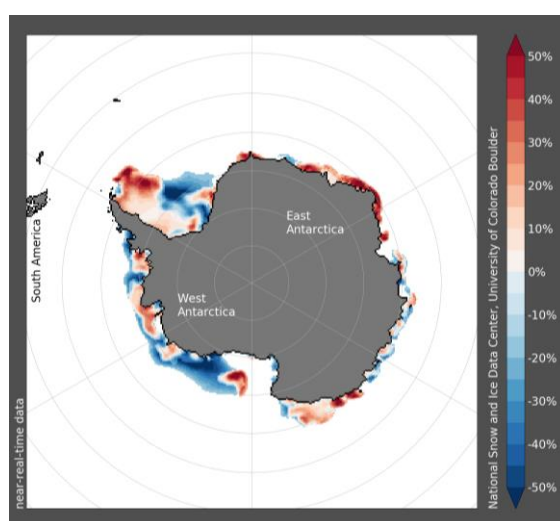 East
Antarctica
West
Antarctica
South America
near-real-time data
National Snow and Ice Data Center, University of Colorado Boulder
50%
40%
30%
20%
10%
0%
-10%
-20%
-30%
-40%
-50%